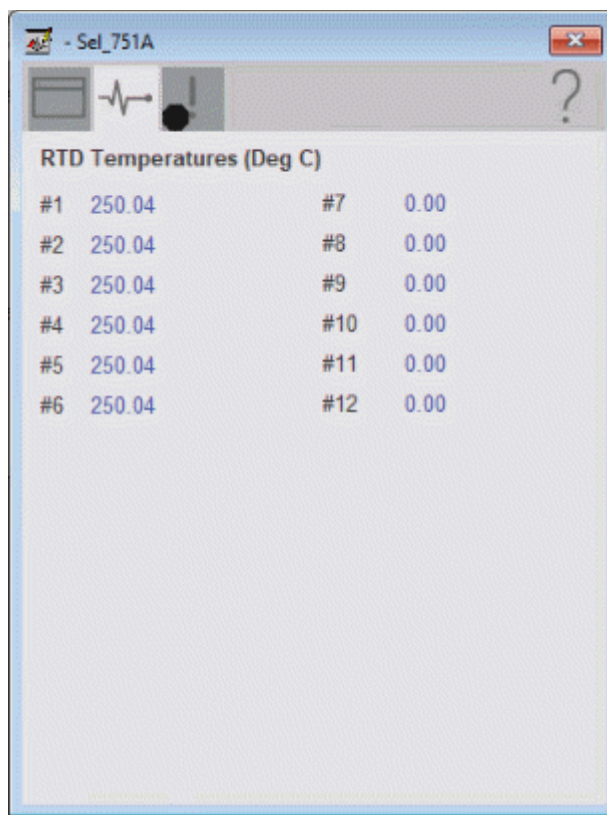 - Sel_751A
?
RTD Temperatures (Deg C)
#1 250.04 #7 0.00
#2 250.04 #8 0.00
#3 250.04 #9 0.00
#4 250.04 #10 0.00
#5 250.04 #11 0.00
#6 250.04 #12 0.00